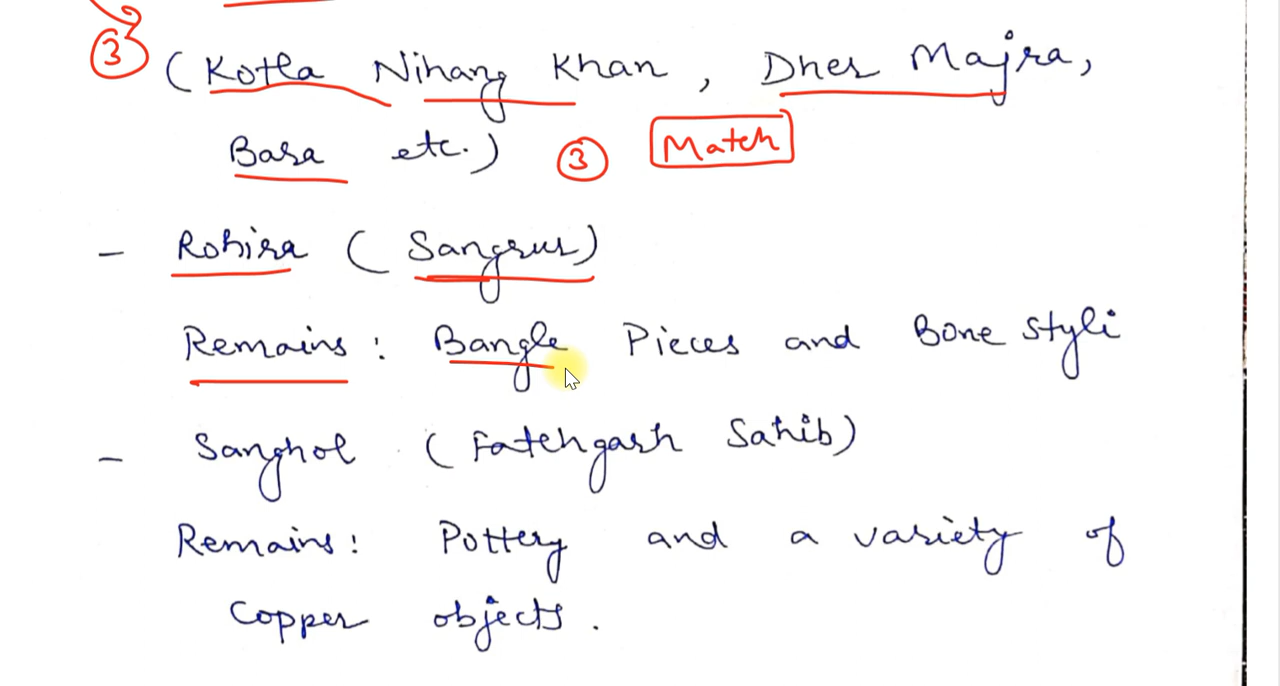 ③ (Kotla Nihang Khan, Dher Majra,
Bara etc.) ③ Match
- Rohira (Sangrur)
Remains: Bangle Pieces and Bone styli
- Sanghol (Fatehgarh Sahib)
Remains: Pottery and a variety of
Copper objects.